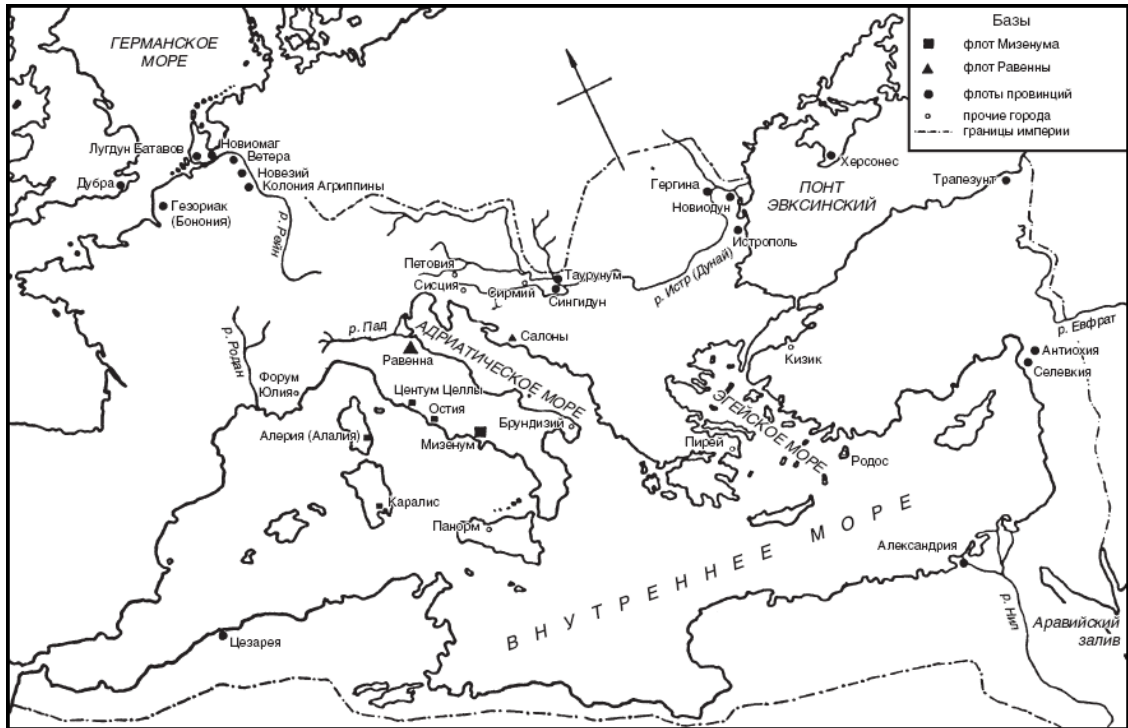 ГЕРМАНСКОЕ
МОРЕ
Базы
флот Мизенума
флот Равенны
флоты провинций
прочие города
границы империи
Лугдун Батавов
Новиомаг
Ветера
Новезий
Колония Агриппины
Дубра
Гезориак
(Бонония)
р. Рейн
Херсонес
Трапезунт
ПОНТ
ЭВКСИНСКИЙ
Гергина
Новиодун
Истрополь
р. Истр (Дунай)
Петовия
Сисция
Сирмий
Таурунум
Сингидун
р. Родан
р. Пад
Равенна
АДРИАТИЧЕСКОЕ МОРЕ
Салоны
Кизик
р. Евфрат
Антиохия
Селевкия
Форум
Юлия
Центум Целлы
Остия
Алерия (Алалия)
Мизенум
Брундизий
ЭГЕЙСКОЕ МОРЕ
Пирей
Родос
Каралис
Панорм
ВНУТРЕННЕЕ МОРЕ
Александрия
р. Нил
Аравийский
залив
Цезарея